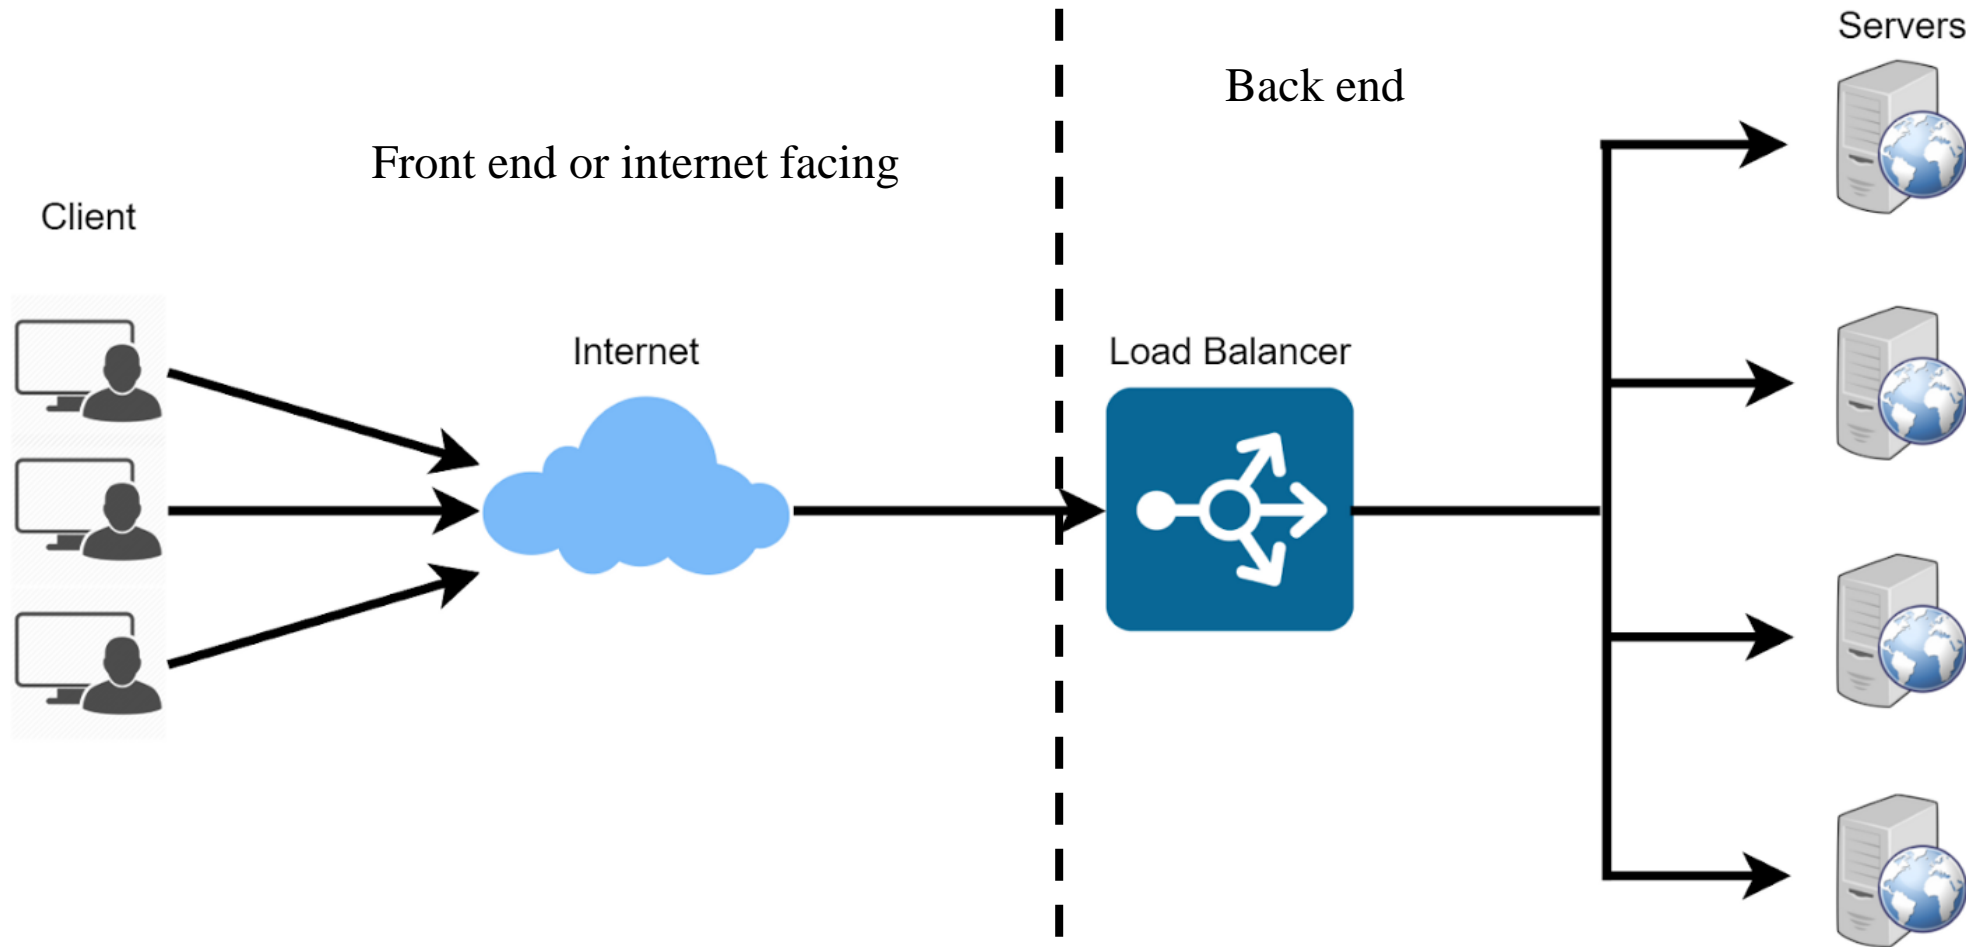 Servers
Back end
Front end or internet facing
Client
Internet
Load Balancer